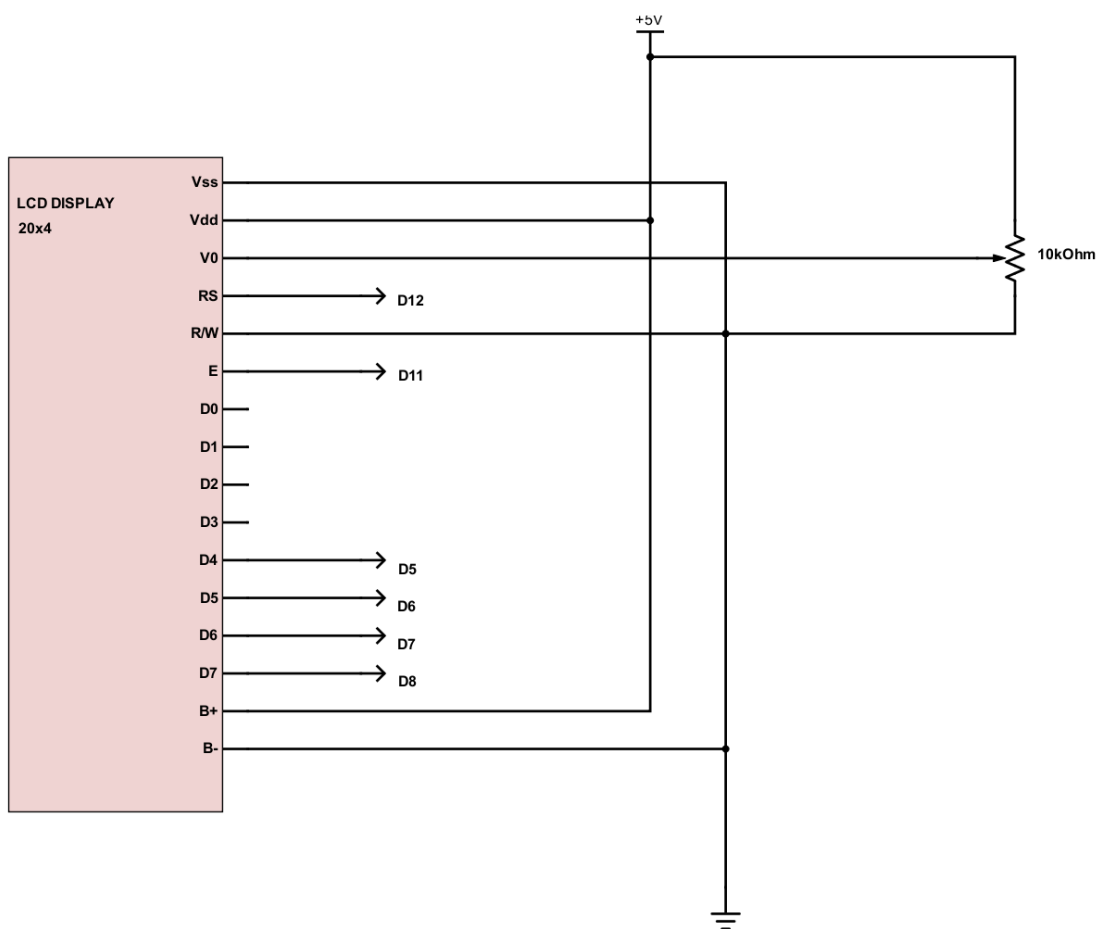 +5V
LCD DISPLAY
20x4
Vss
Vdd
V0
10kOhm
RS
D12
R/W
E
D11
D0
D1
D2
D3
D4
D5
D5
D6
D6
D7
D7
D8
B+
B-